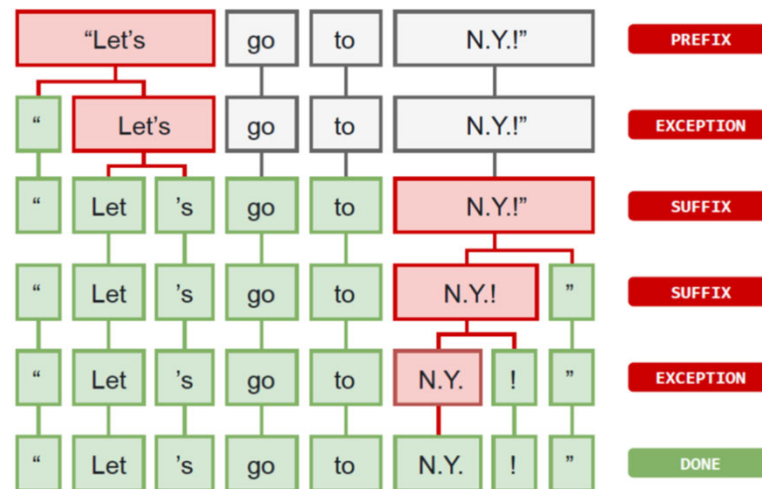 “Let’s go to N.Y.!” PREFIX
“ Let’s go to N.Y.!” EXCEPTION
“ Let ’s go to N.Y.!” SUFFIX
“ Let ’s go to N.Y.! ” SUFFIX
“ Let ’s go to N.Y. ! ” EXCEPTION
“ Let ’s go to N.Y. ! ” DONE